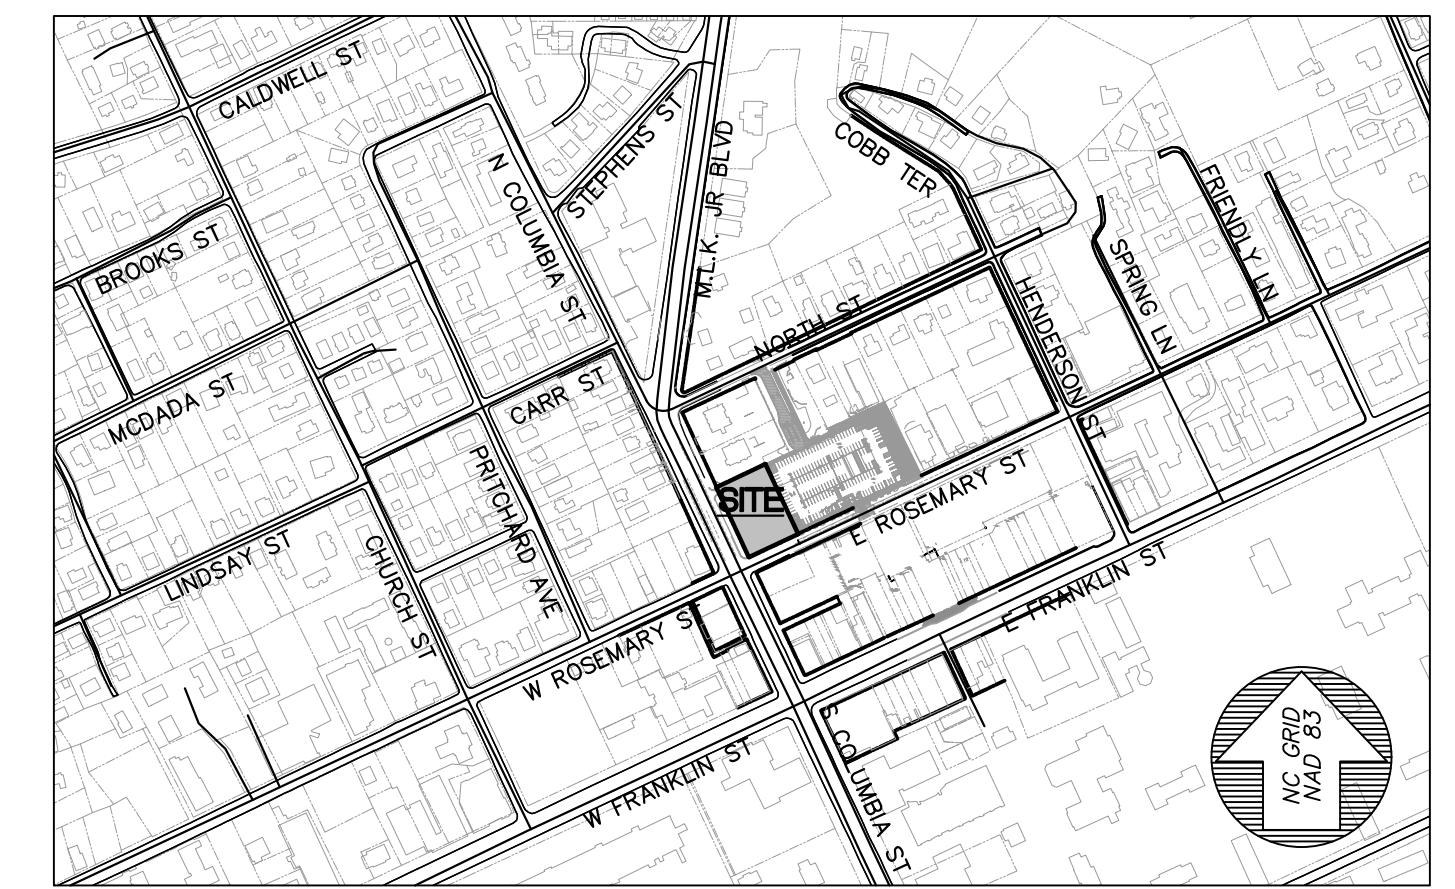 CALDWELL ST
STEPHENS ST
M.L.K. JR BLVD
COBB TER
N COLUMBIA ST
FRIENDLY LN
BROOKS ST
SPRING LN
HENDERSON ST
NORTH ST
MCDADA ST
CARR ST
PRITCHARD AVE
SITE
E ROSEMARY ST
LINDSAY ST
CHURCH ST
E FRANKLIN ST
W ROSEMARY ST
S COLUMBIA ST
W FRANKLIN ST
NC GRID
NAD 83